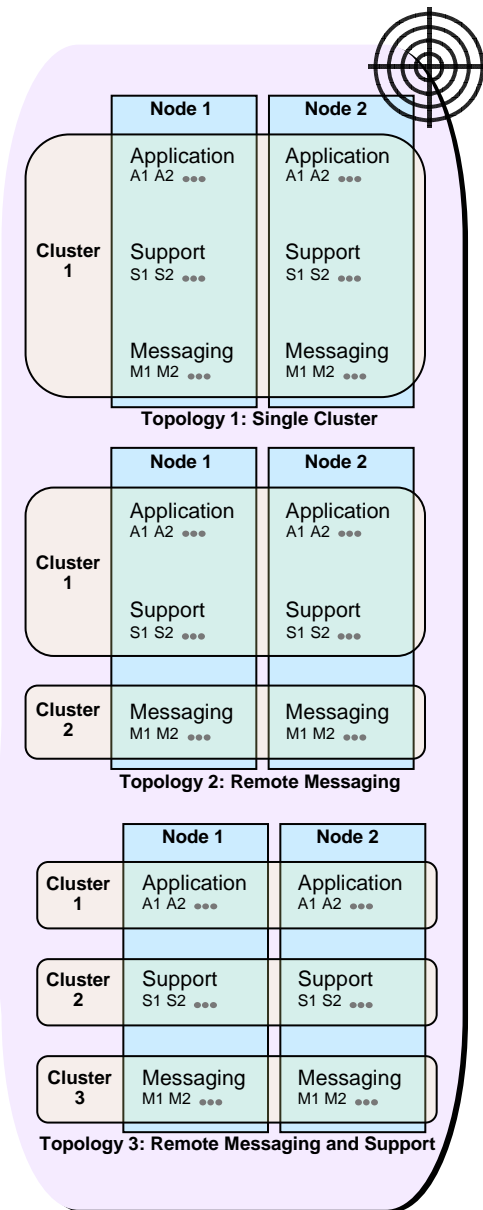 Node 1 Node 2
Application Application
A1 A2 ●●● A1 A2 ●●●
Cluster
1
Support Support
S1 S2 ●●● S1 S2 ●●●
Messaging Messaging
M1 M2 ●●● M1 M2 ●●●
Topology 1: Single Cluster
Node 1 Node 2
Application Application
A1 A2 ●●● A1 A2 ●●●
Cluster
1
Support Support
S1 S2 ●●● S1 S2 ●●●
Cluster
2
Messaging Messaging
M1 M2 ●●● M1 M2 ●●●
Topology 2: Remote Messaging
Node 1 Node 2
Cluster
1
Application Application
A1 A2 ●●● A1 A2 ●●●
Cluster
2
Support Support
S1 S2 ●●● S1 S2 ●●●
Cluster
3
Messaging Messaging
M1 M2 ●●● M1 M2 ●●●
Topology 3: Remote Messaging and Support